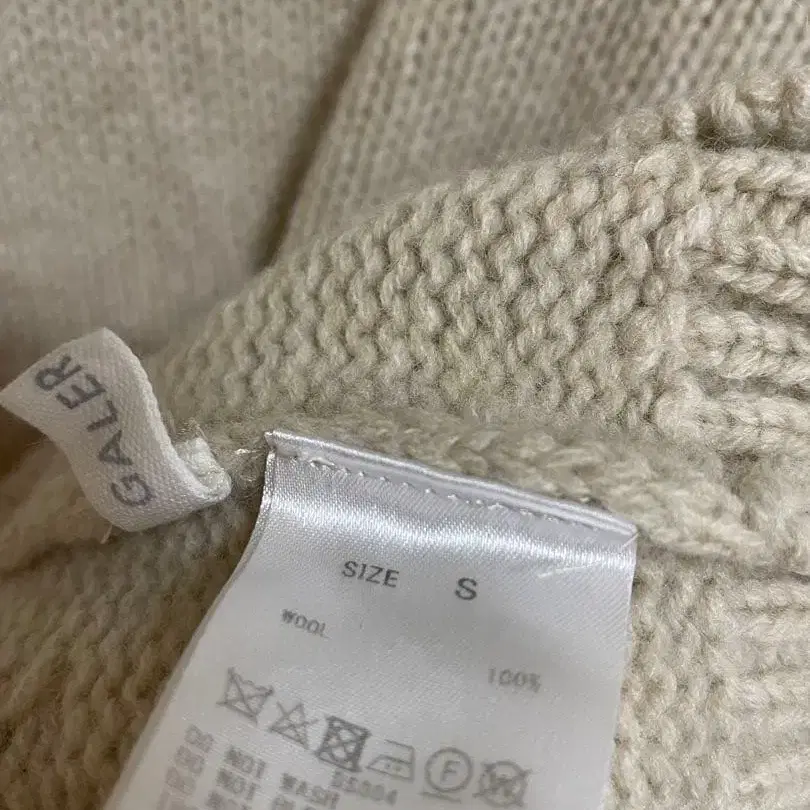 GALER
SIZE S
WOOL
100%
F
DO NOT WASH
DO NOT